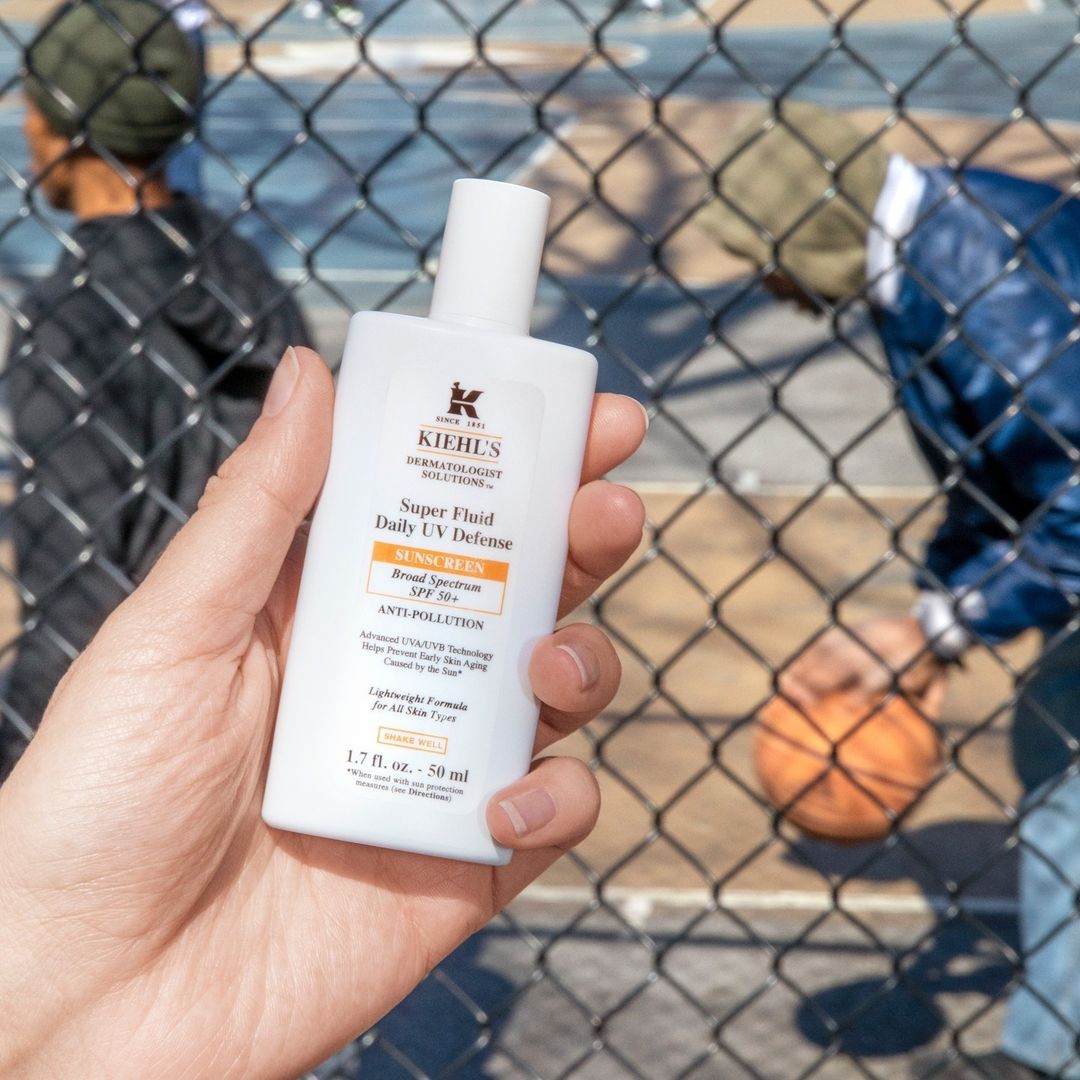 K
SINCE 1851
KIEHL'S
DERMATOLOGIST
SOLUTIONS™
Super Fluid
Daily UV Defense
SUNSCREEN
Broad Spectrum
SPF 50+
ANTI-POLLUTION
Advanced UVA/UVB Technology
Helps Prevent Early Skin Aging
Caused by the Sun*
Lightweight Formula
for All Skin Types
SHAKE WELL
1.7 fl. oz. - 50 ml
*When used with sun protection
measures (see Directions)